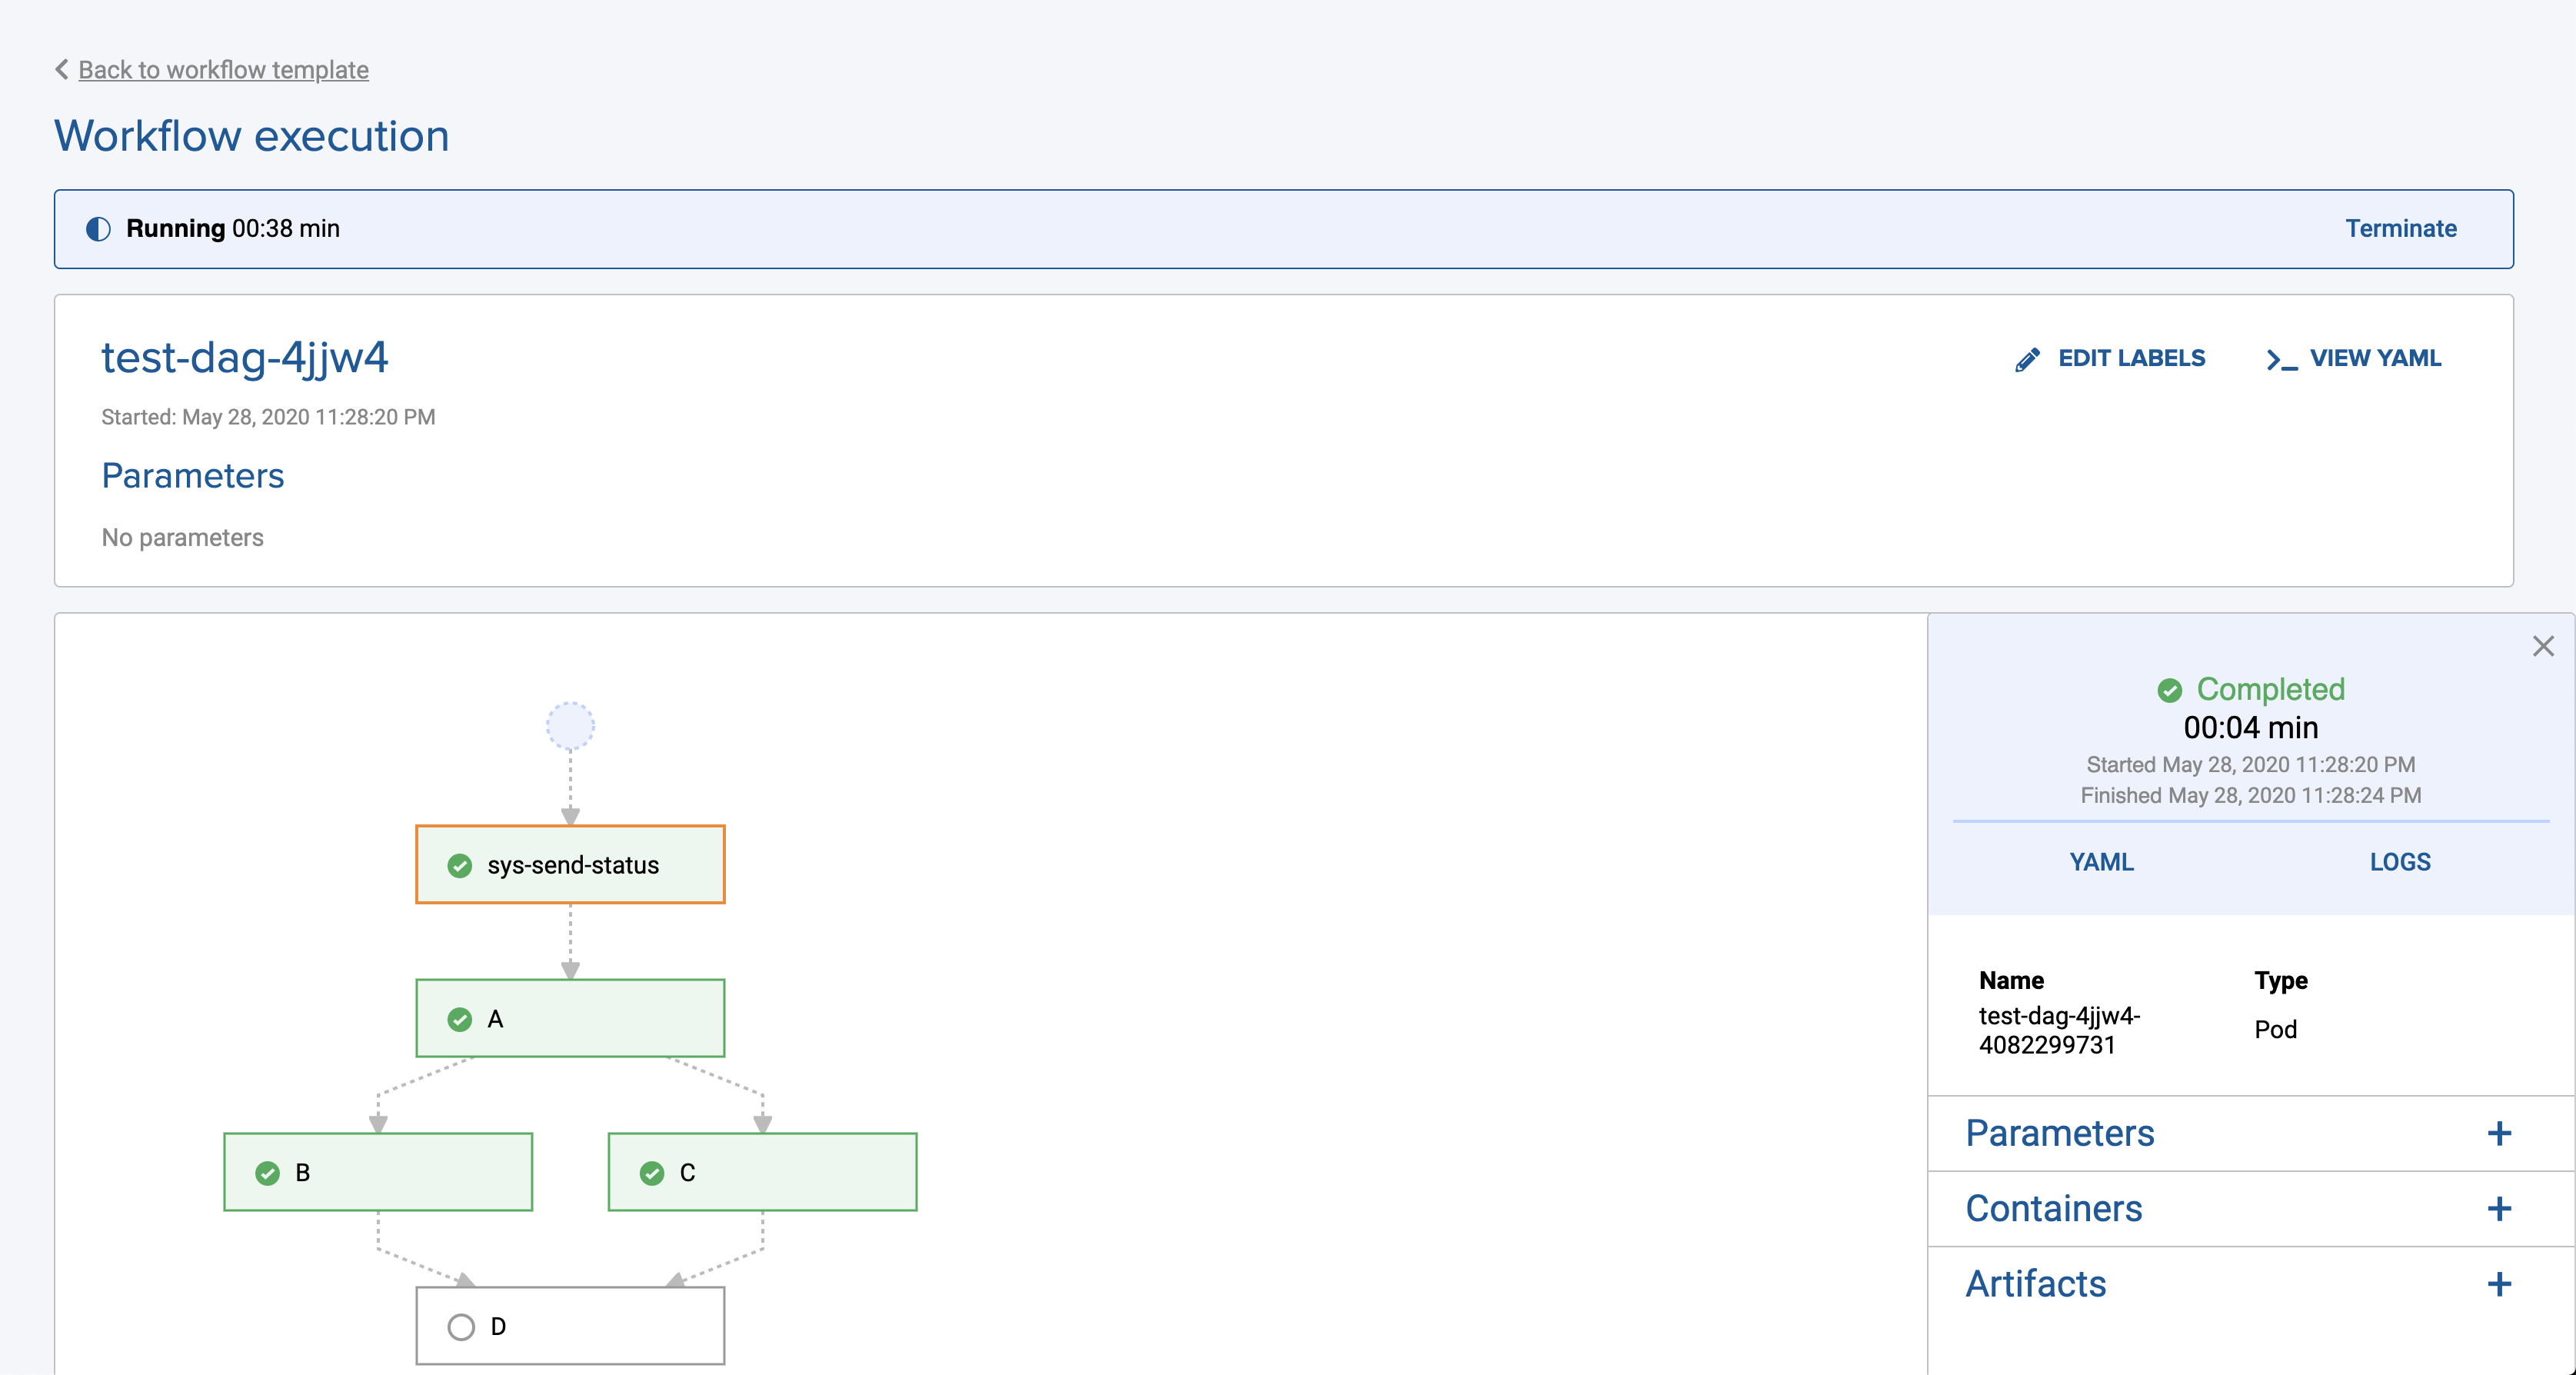 Back to workflow template
Workflow execution
Running 00:38 min
Terminate
test-dag-4jjw4
EDIT LABELS
VIEW YAML
Started: May 28, 2020 11:28:20 PM
Parameters
No parameters
sys-send-status
A
B
C
D
Completed
00:04 min
Started May 28, 2020 11:28:20 PM
Finished May 28, 2020 11:28:24 PM
YAML
LOGS
Name
Type
test-dag-4jjw4-
4082299731
Pod
Parameters
Containers
Artifacts